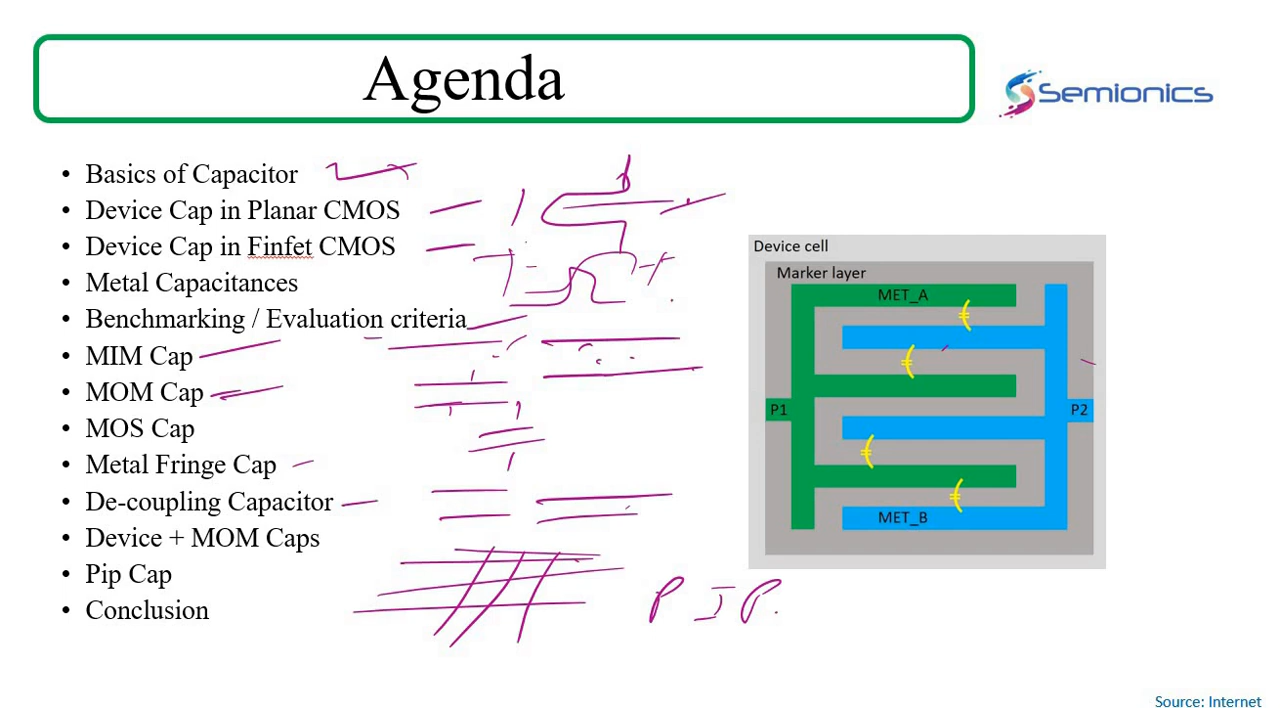 Agenda
Semionics
• Basics of Capacitor
• Device Cap in Planar CMOS
• Device Cap in Finfet CMOS
• Metal Capacitances
• Benchmarking / Evaluation criteria
• MIM Cap
• MOM Cap
• MOS Cap
• Metal Fringe Cap
• De-coupling Capacitor
• Device + MOM Caps
• Pip Cap
• Conclusion
PIP.
Device cell
Marker layer
MET_A
P1
P2
MET_B
Source: Internet